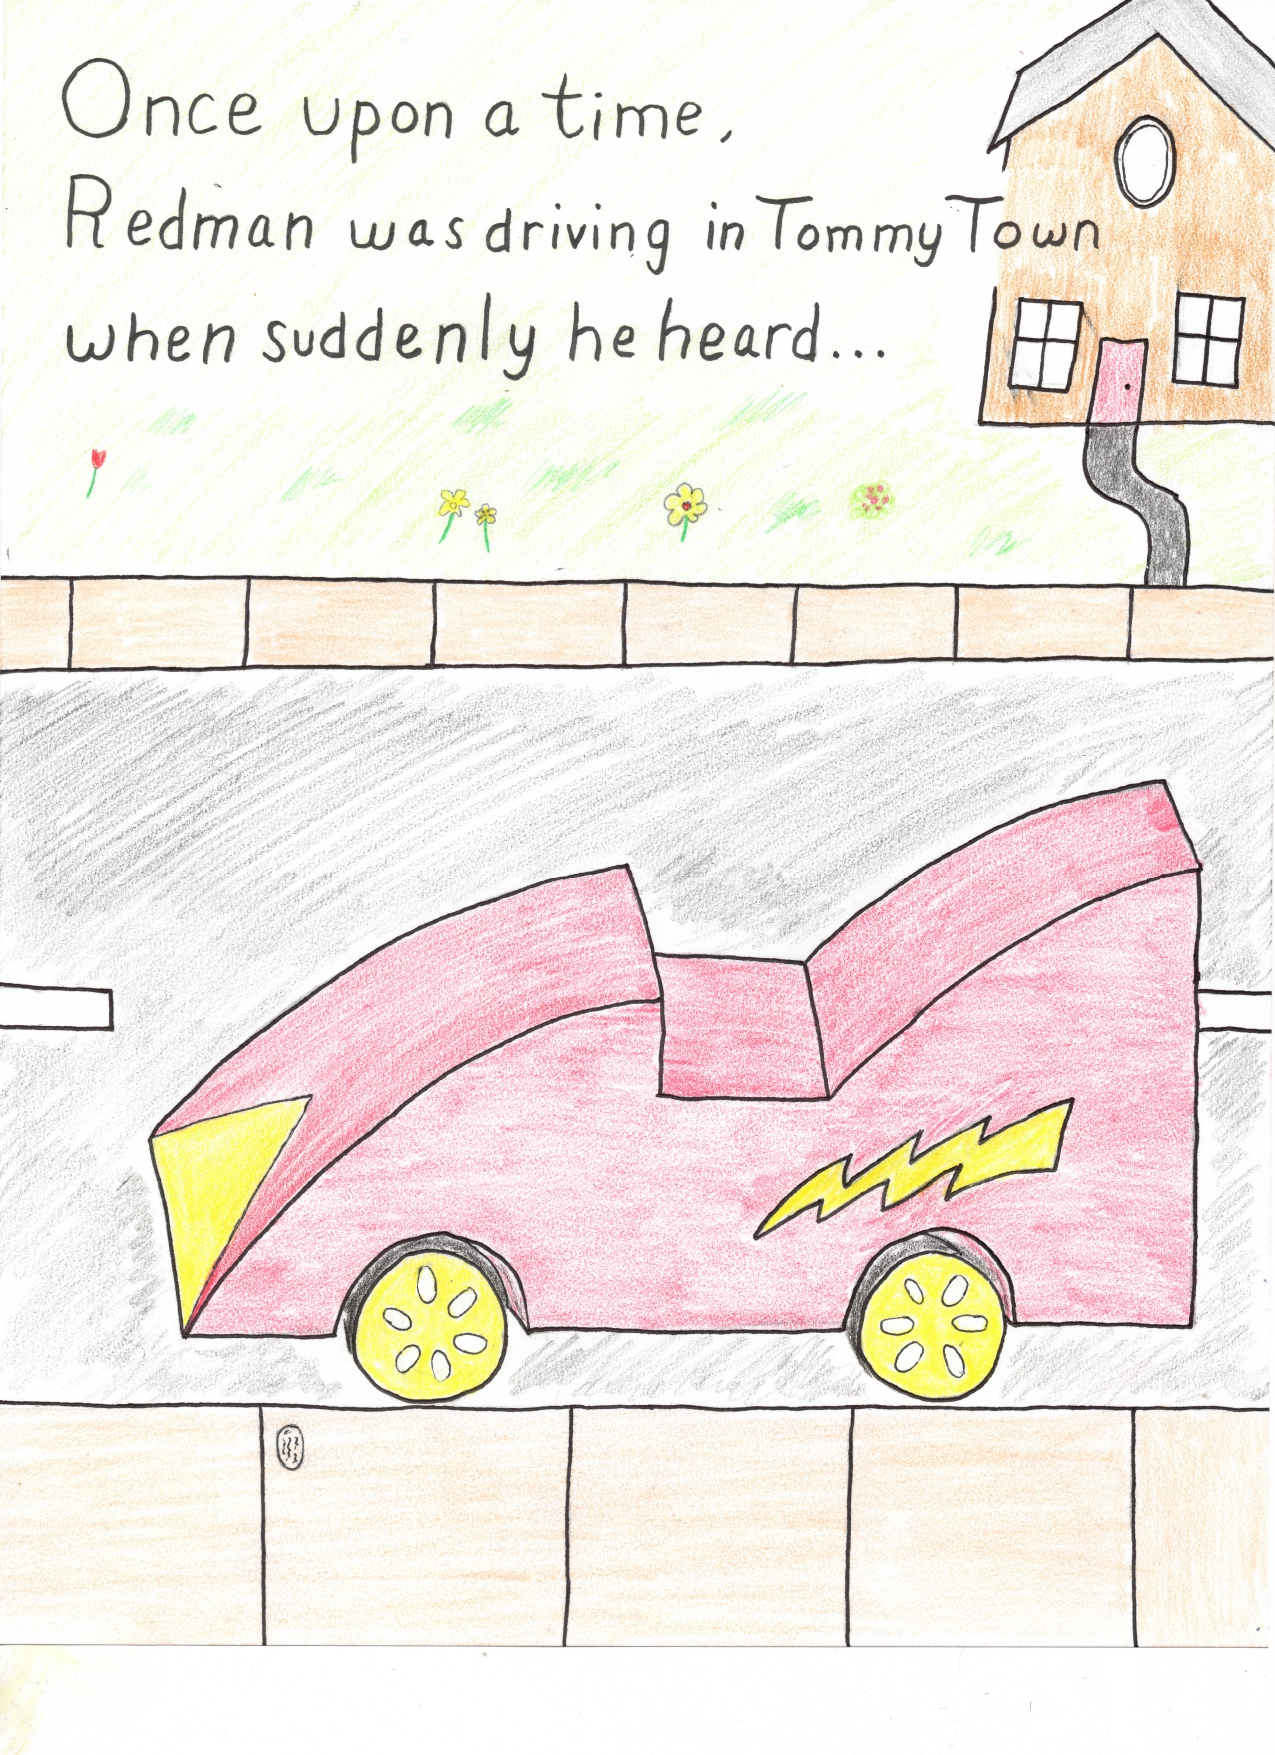 Once upon a time,
Redman was driving in Tommy Town
when suddenly he heard...